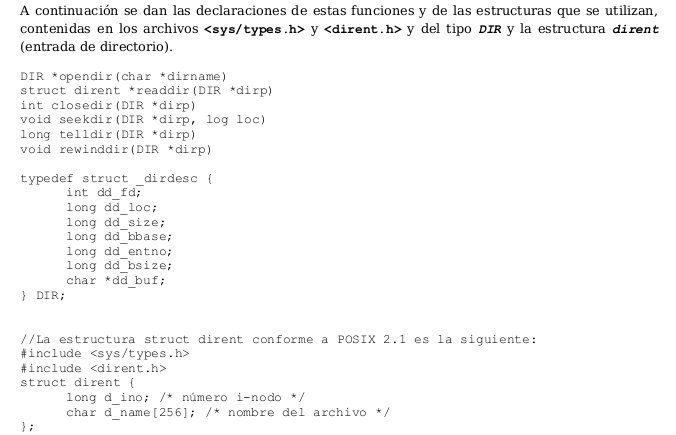 A continuación se dan las declaraciones de estas funciones y de las estructuras que se utilizan,
contenidas en los archivos <sys/types.h> y <dirent.h> y del tipo DIR y la estructura dirent
(entrada de directorio).
DIR *opendir(char *dirname)
struct dirent *readdir(DIR *dirp)
int closedir(DIR *dirp)
void seekdir(DIR *dirp, log loc)
long telldir(DIR *dirp)
void rewinddir(DIR *dirp)
typedef struct _dirdesc {
int dd_fd;
long dd_loc;
long dd_size;
long dd_bbase;
long dd_entno;
long dd_bsize;
char *dd_buf;
} DIR;
//La estructura struct dirent conforme a POSIX 2.1 es la siguiente:
#include <sys/types.h>
#include <dirent.h>
struct dirent {
long d_ino; /* número i-nodo */
char d_name[256]; /* nombre del archivo */
};